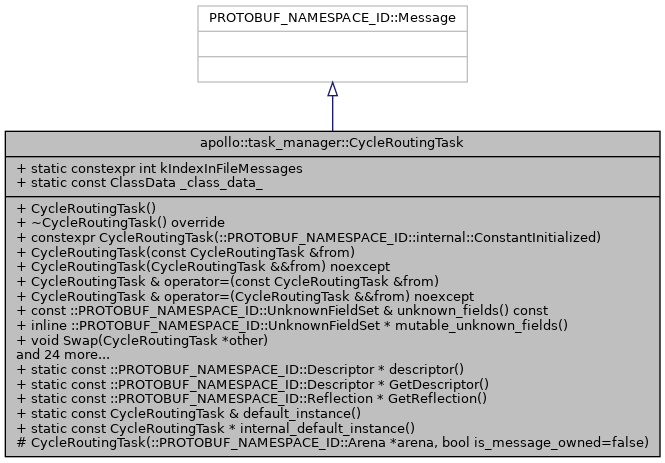 PROTOBUF_NAMESPACE_ID::Message
apollo::task_manager::CycleRoutingTask
+ static constexpr int kIndexInFileMessages
+ static const ClassData _class_data_
+ CycleRoutingTask()
+ ~CycleRoutingTask() override
+ constexpr CycleRoutingTask(::PROTOBUF_NAMESPACE_ID::internal::ConstantInitialized)
+ CycleRoutingTask(const CycleRoutingTask &from)
+ CycleRoutingTask(CycleRoutingTask &&from) noexcept
+ CycleRoutingTask & operator=(const CycleRoutingTask &from)
+ CycleRoutingTask & operator=(CycleRoutingTask &&from) noexcept
+ const ::PROTOBUF_NAMESPACE_ID::UnknownFieldSet & unknown_fields() const
+ inline ::PROTOBUF_NAMESPACE_ID::UnknownFieldSet * mutable_unknown_fields()
+ void Swap(CycleRoutingTask *other)
and 24 more...
+ static const ::PROTOBUF_NAMESPACE_ID::Descriptor * descriptor()
+ static const ::PROTOBUF_NAMESPACE_ID::Descriptor * GetDescriptor()
+ static const ::PROTOBUF_NAMESPACE_ID::Reflection * GetReflection()
+ static const CycleRoutingTask & default_instance()
+ static const CycleRoutingTask * internal_default_instance()
# CycleRoutingTask(::PROTOBUF_NAMESPACE_ID::Arena *arena, bool is_message_owned=false)